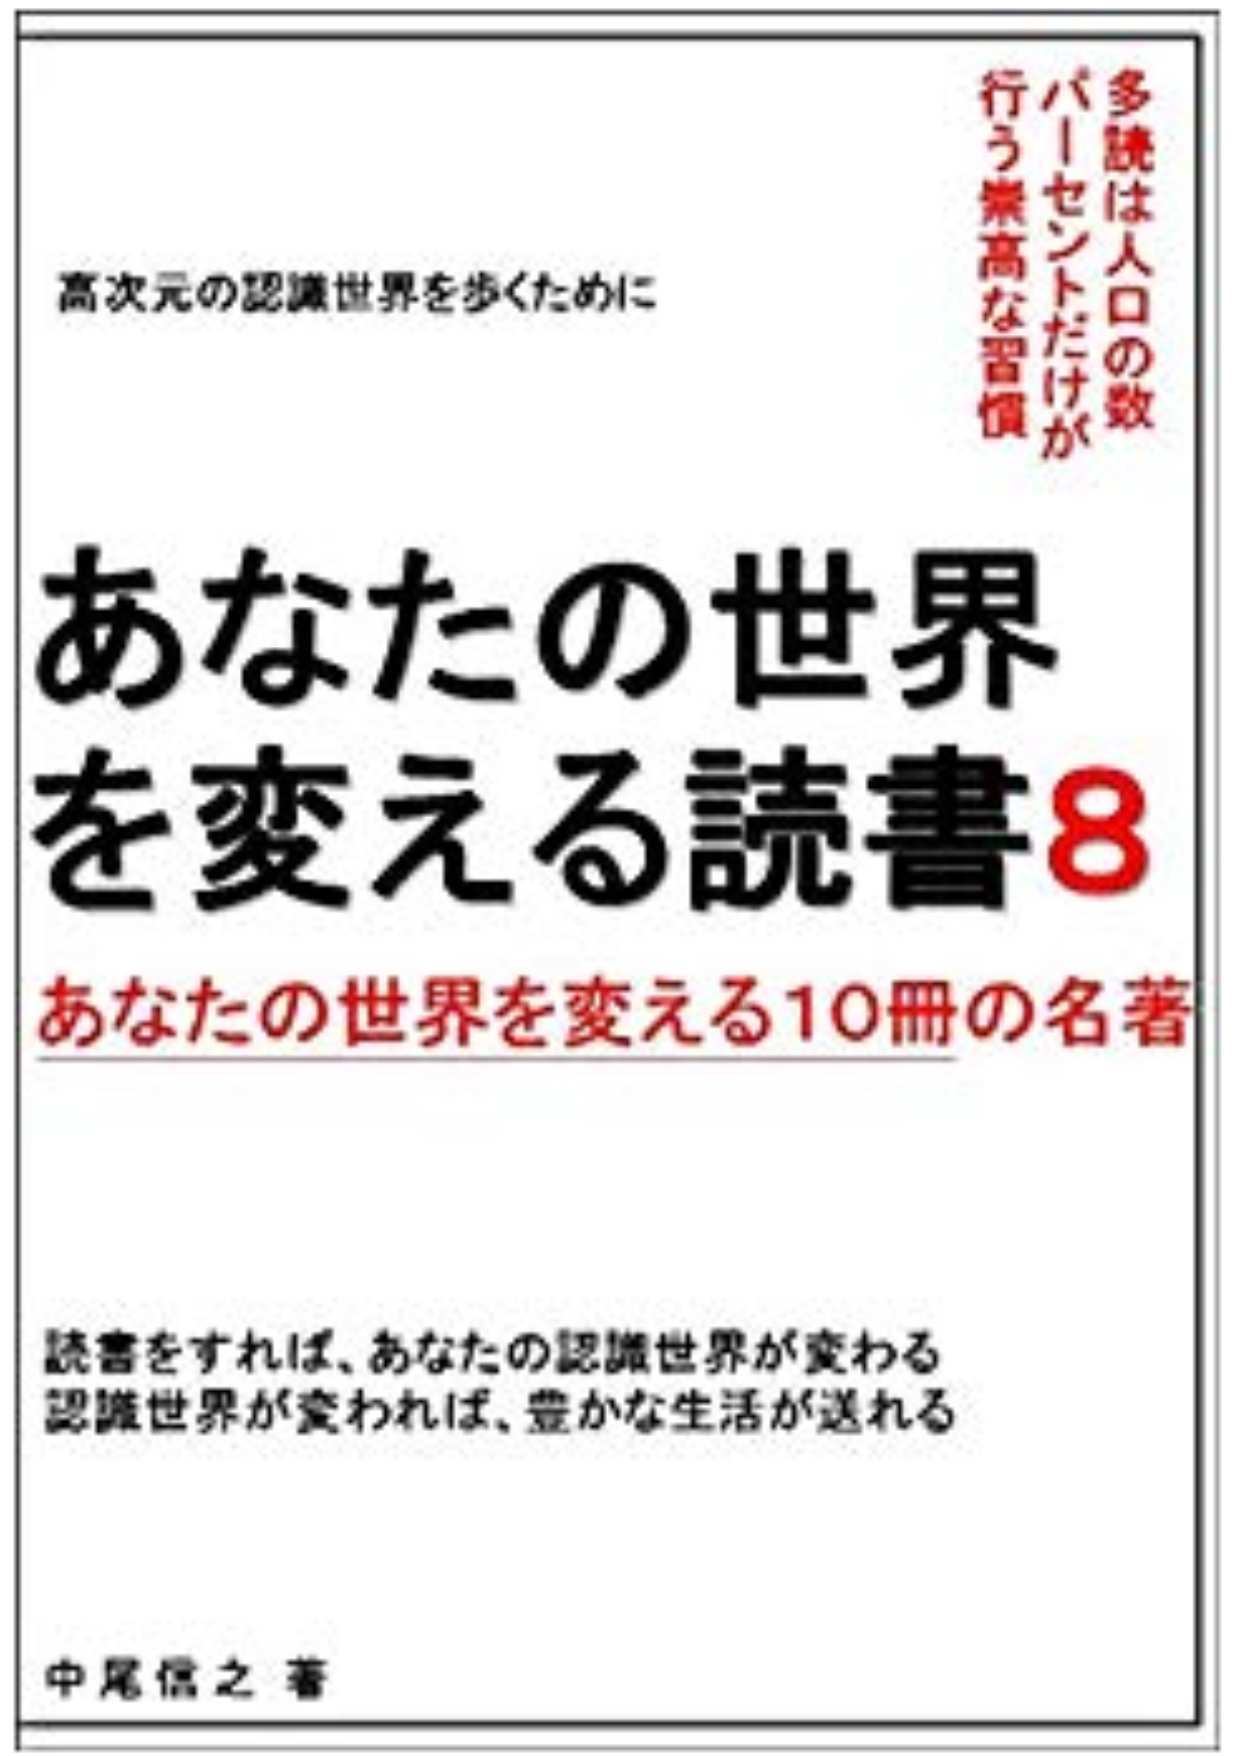 多読は人口の数
パーセントだけが
行う崇高な習慣
高次元の認識世界を歩くために
あなたの世界
を変える読書8
あなたの世界を変える10冊の名著
読書をすれば、あなたの認識世界が変わる
認識世界が変われば、豊かな生活が送れる
中尾信之 著